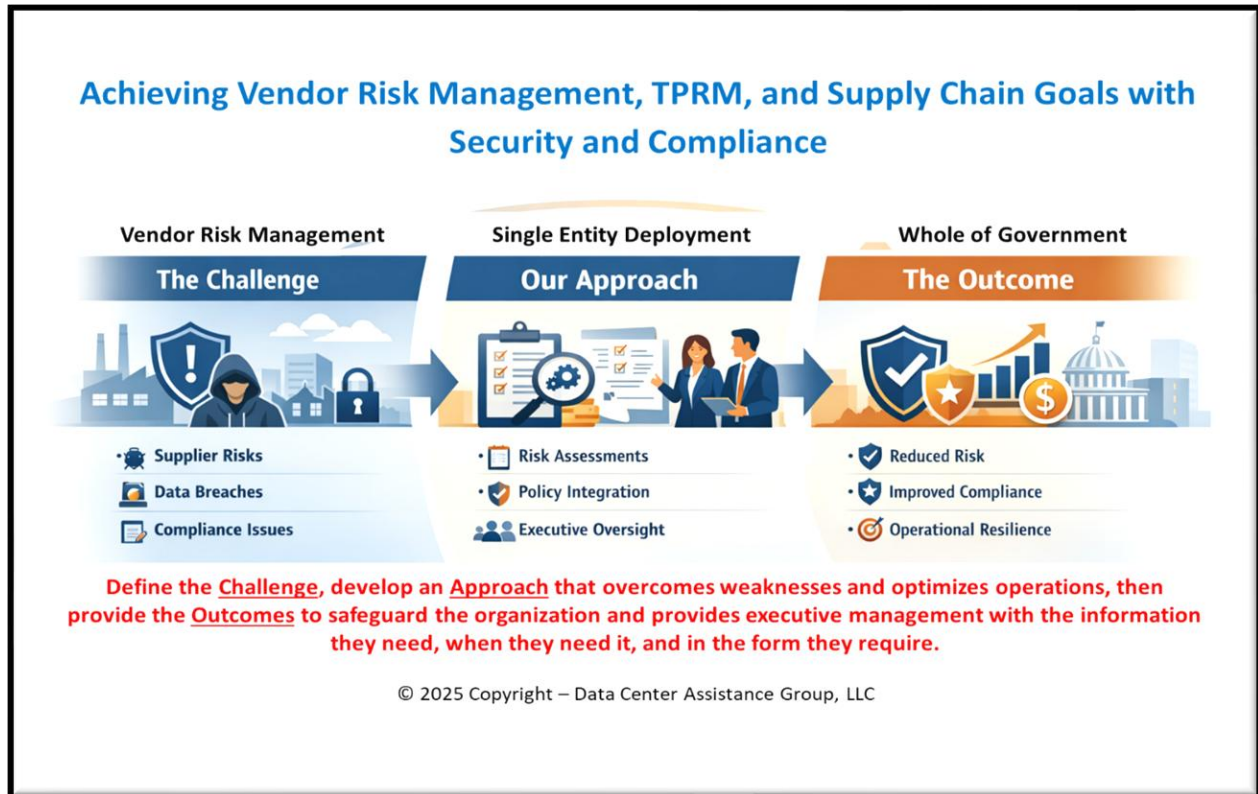 Achieving Vendor Risk Management, TPRM, and Supply Chain Goals with
Security and Compliance
Vendor Risk Management
The Challenge
• Supplier Risks
Data Breaches
Compliance Issues
Single Entity Deployment
Our Approach
• Risk Assessments
• Policy Integration
Executive Oversight
Whole of Government
The Outcome
$
• Reduced Risk
• Improved Compliance
• Operational Resilience
Define the Challenge, develop an Approach that overcomes weaknesses and optimizes operations, then
provide the Outcomes to safeguard the organization and provides executive management with the information
they need, when they need it, and in the form they require.
© 2025 Copyright – Data Center Assistance Group, LLC